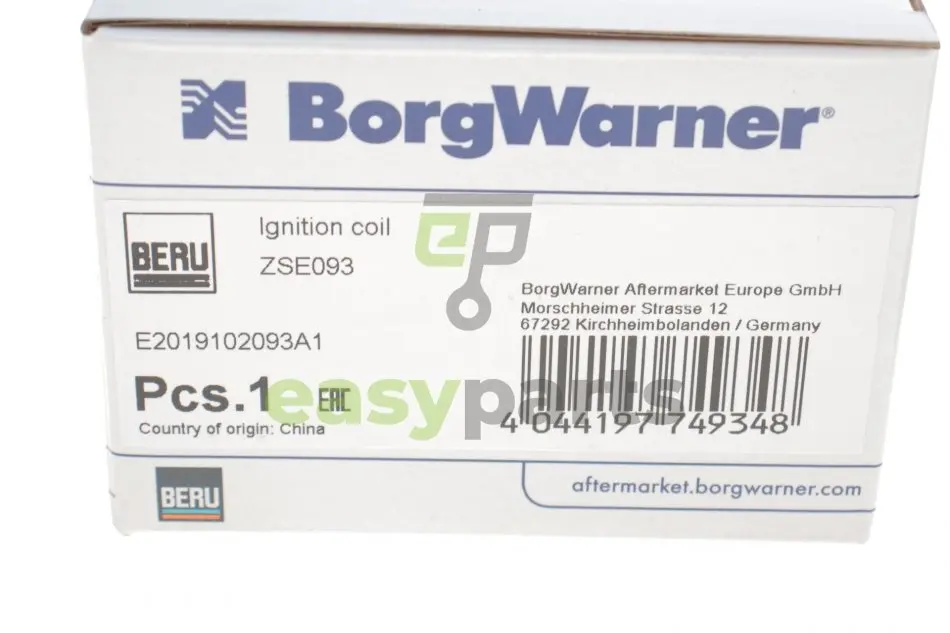 BorgWarner®
BERU
Ignition coil
ZSE093
ep
BorgWarner Aftermarket Europe GmbH
Morschheimer Strasse 12
67292 Kirchheimbolanden / Germany
E2019102093A1
Pcs.1 EAC
easyparts
4 044197 749348
Country of origin: China
BERU
aftermarket.borgwarner.com